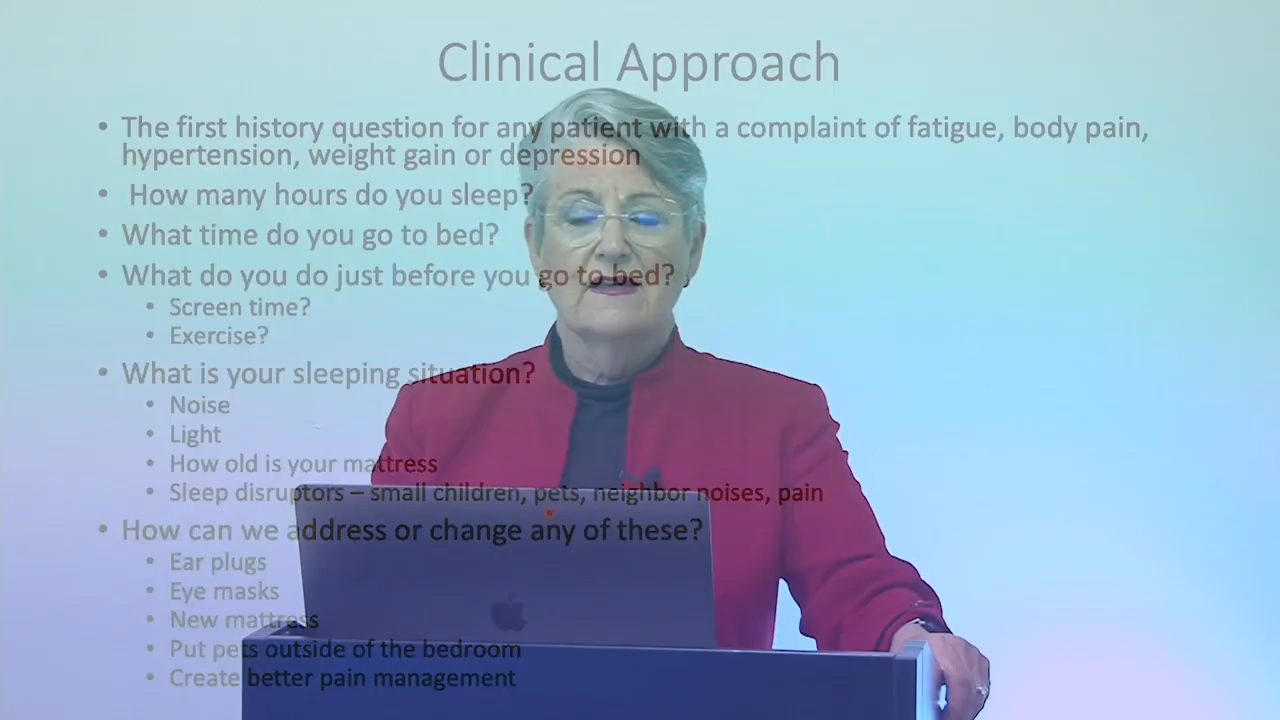 Clinical Approach
• The first history question for any patient with a complaint of fatigue, body pain,
hypertension, weight gain or depression
• How many hours do you sleep?
• What time do you go to bed?
• What do you do just before you go to bed?
• Screen time?
• Exercise?
• What is your sleeping situation?
• Noise
• Light
• How old is your mattress
• Sleep disruptors – small children, pets, neighbor noises, pain
• How can we address or change any of these?
• Ear plugs
• Eye masks
• New mattress
• Put pets outside of the bedroom
• Create better pain management